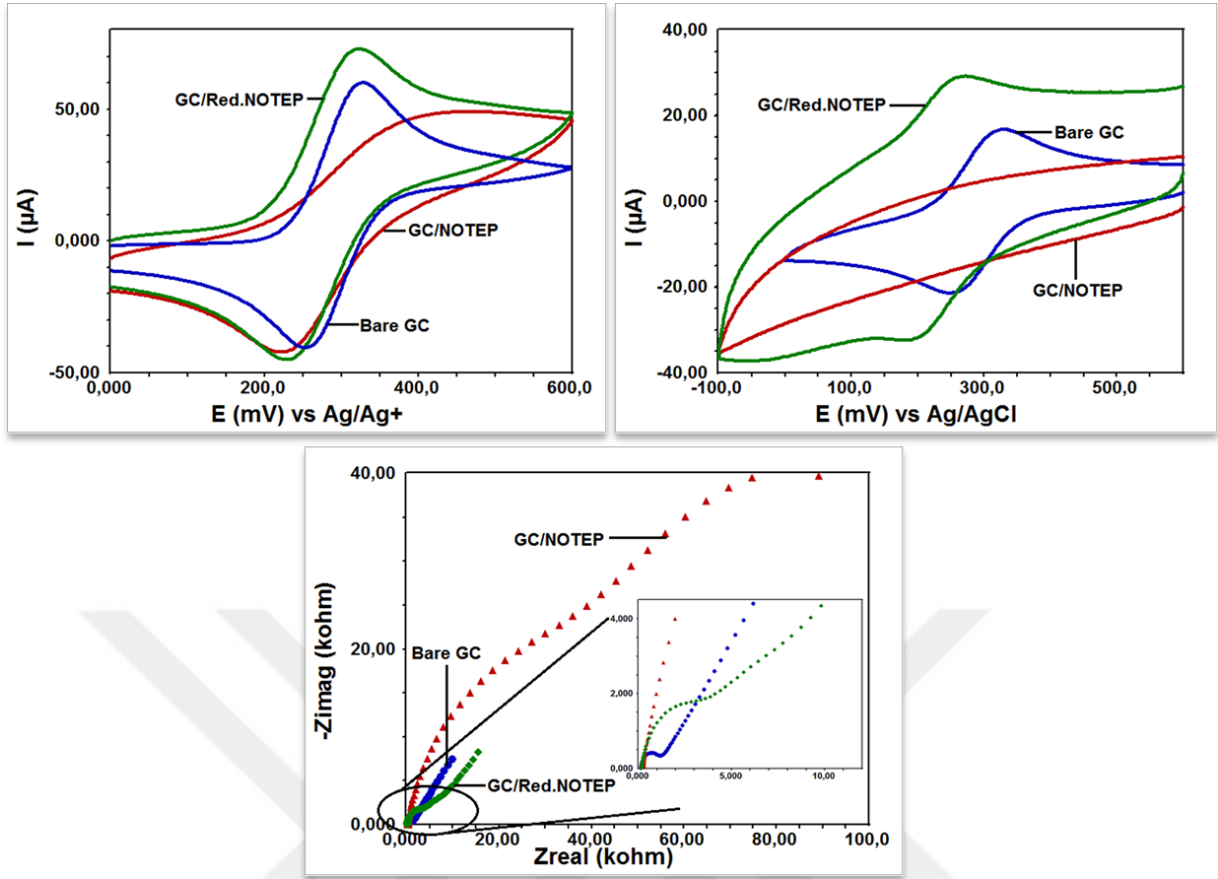 GC/Red.NOTEP
50,00
I (µA)
0,000
GC/NOTEP
Bare GC
-50,00
0,000
200,0
400,0
600,0
E (mV) vs Ag/Ag+
40,00
GC/Red.NOTEP
20,00
Bare GC
I (µA)
0,000
-20,00
GC/NOTEP
-40,00
-100,0
100,0
300,0
500,0
E (mV) vs Ag/AgCl
40,00
GC/NOTEP
-Zimag (kohm)
20,00
Bare GC
GC/Red.NOTEP
0,000
0,000
20,00
40,00
60,00
80,00
100,0
Zreal (kohm)
4,000
2,000
0,000
0,000
5,000
10,00